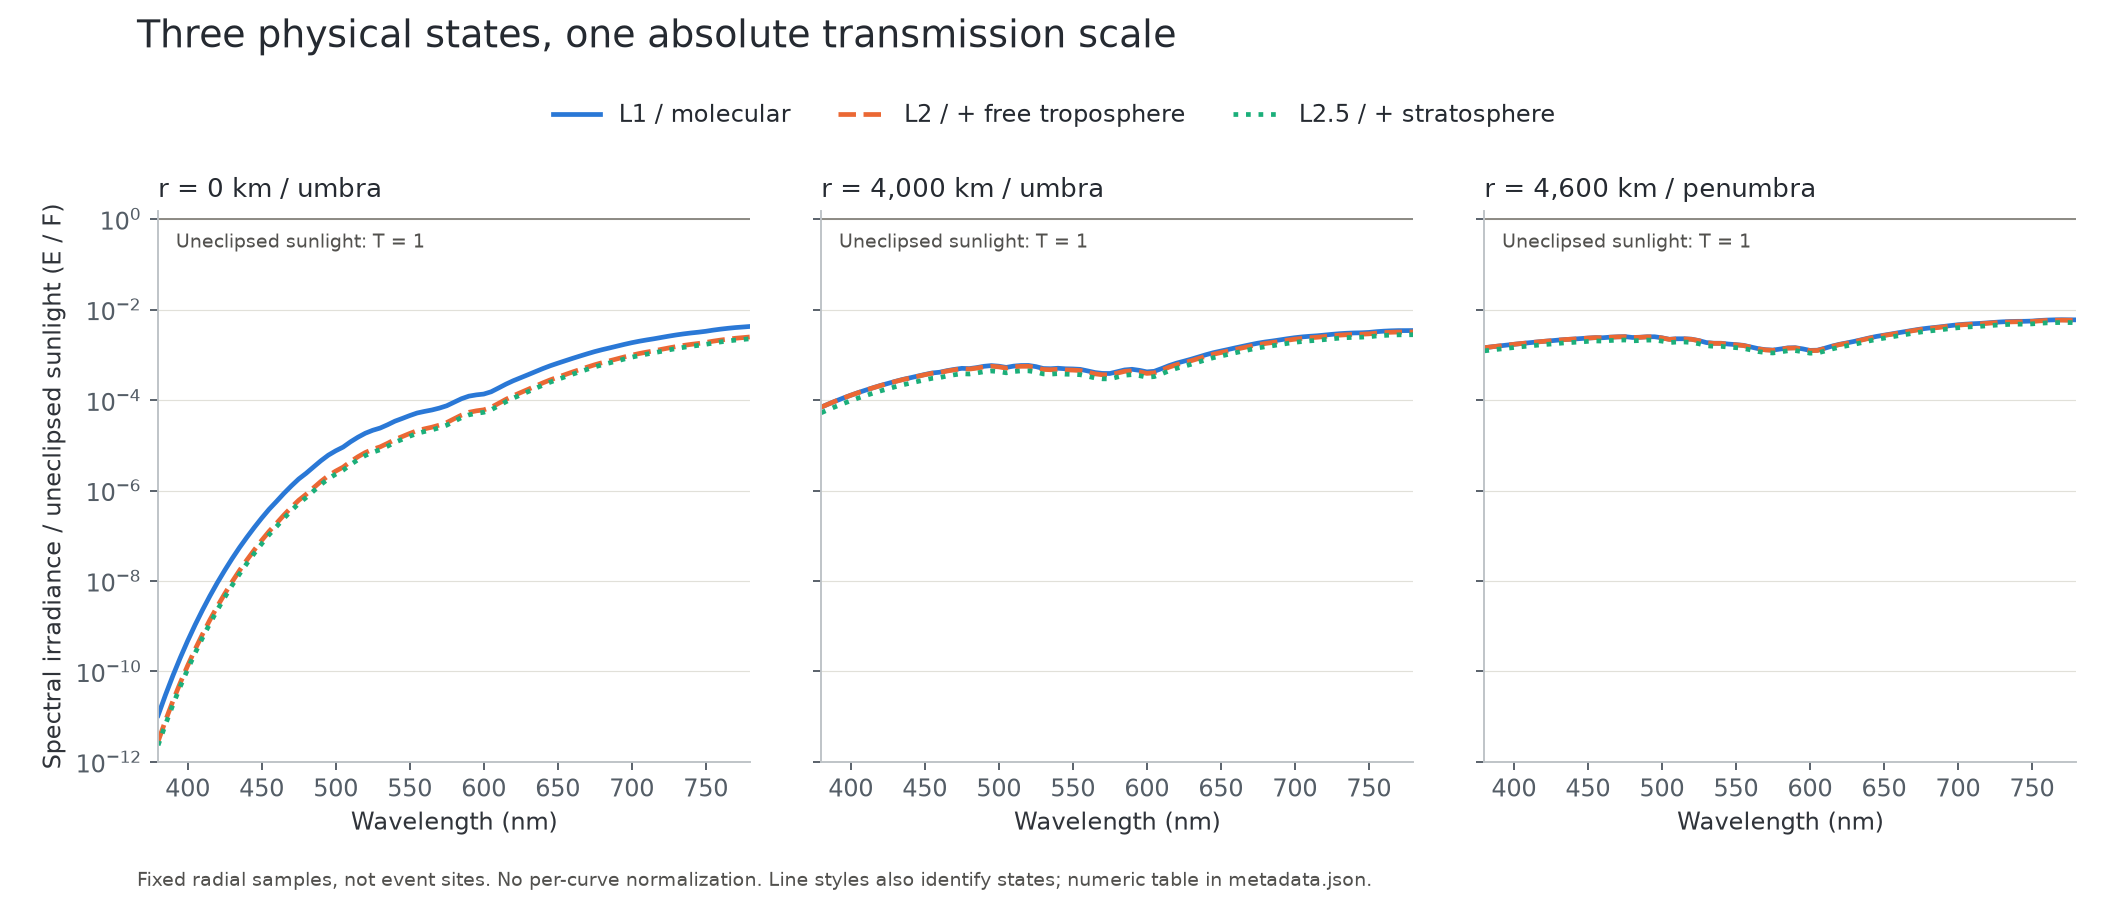 Three physical states, one absolute transmission scale
L1 / molecular
L2 / + free troposphere
L2.5 / + stratosphere
r = 0 km / umbra
r = 4,000 km / umbra
r = 4,600 km / penumbra
Spectral irradiance / uneclipsed sunlight (E / F)
10⁰
10⁻²
10⁻⁴
10⁻⁶
10⁻⁸
10⁻¹⁰
10⁻¹²
Uneclipsed sunlight: T = 1
Uneclipsed sunlight: T = 1
Uneclipsed sunlight: T = 1
400 450 500 550 600 650 700 750
400 450 500 550 600 650 700 750
400 450 500 550 600 650 700 750
Wavelength (nm)
Wavelength (nm)
Wavelength (nm)
Fixed radial samples, not event sites. No per-curve normalization. Line styles also identify states; numeric table in metadata.json.